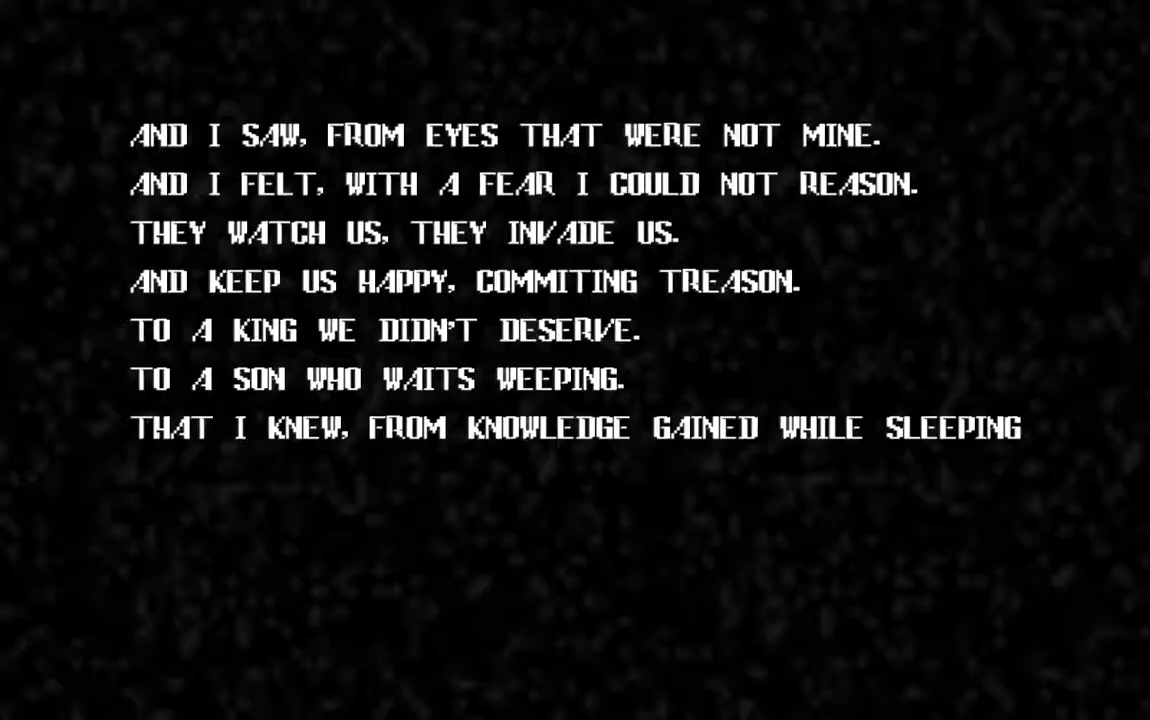 AND I SAW, FROM EYES THAT WERE NOT MINE.
AND I FELT, WITH A FEAR I COULD NOT REASON.
THEY WATCH US, THEY INVADE US.
AND KEEP US HAPPY, COMMITING TREASON.
TO A KING WE DIDN'T DESERVE.
TO A SON WHO WAITS WEEPING.
THAT I KNEW, FROM KNOWLEDGE GAINED WHILE SLEEPING